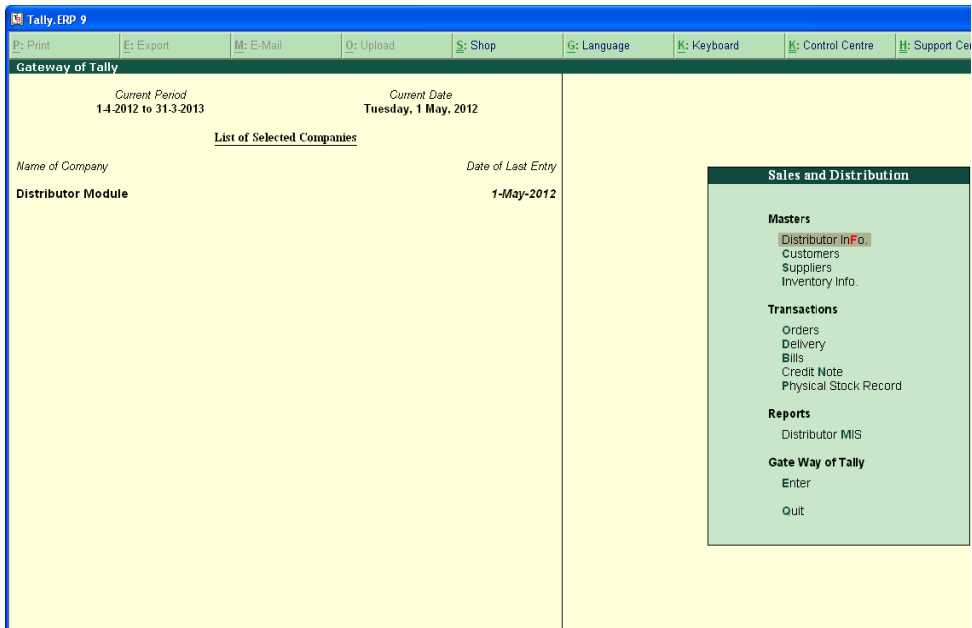 Tally.ERP 9
P: Print E: Export M: E-Mail O: Upload S: Shop G: Language K: Keyboard K: Control Centre H: Support Cer
Gateway of Tally
Current Period Current Date
1-4-2012 to 31-3-2013 Tuesday, 1 May, 2012
List of Selected Companies
Name of Company Date of Last Entry
Distributor Module 1-May-2012
Sales and Distribution
Masters
Distributor InFo.
Customers
Suppliers
Inventory Info.
Transactions
Orders
Delivery
Bills
Credit Note
Physical Stock Record
Reports
Distributor MIS
Gate Way of Tally
Enter
Quit